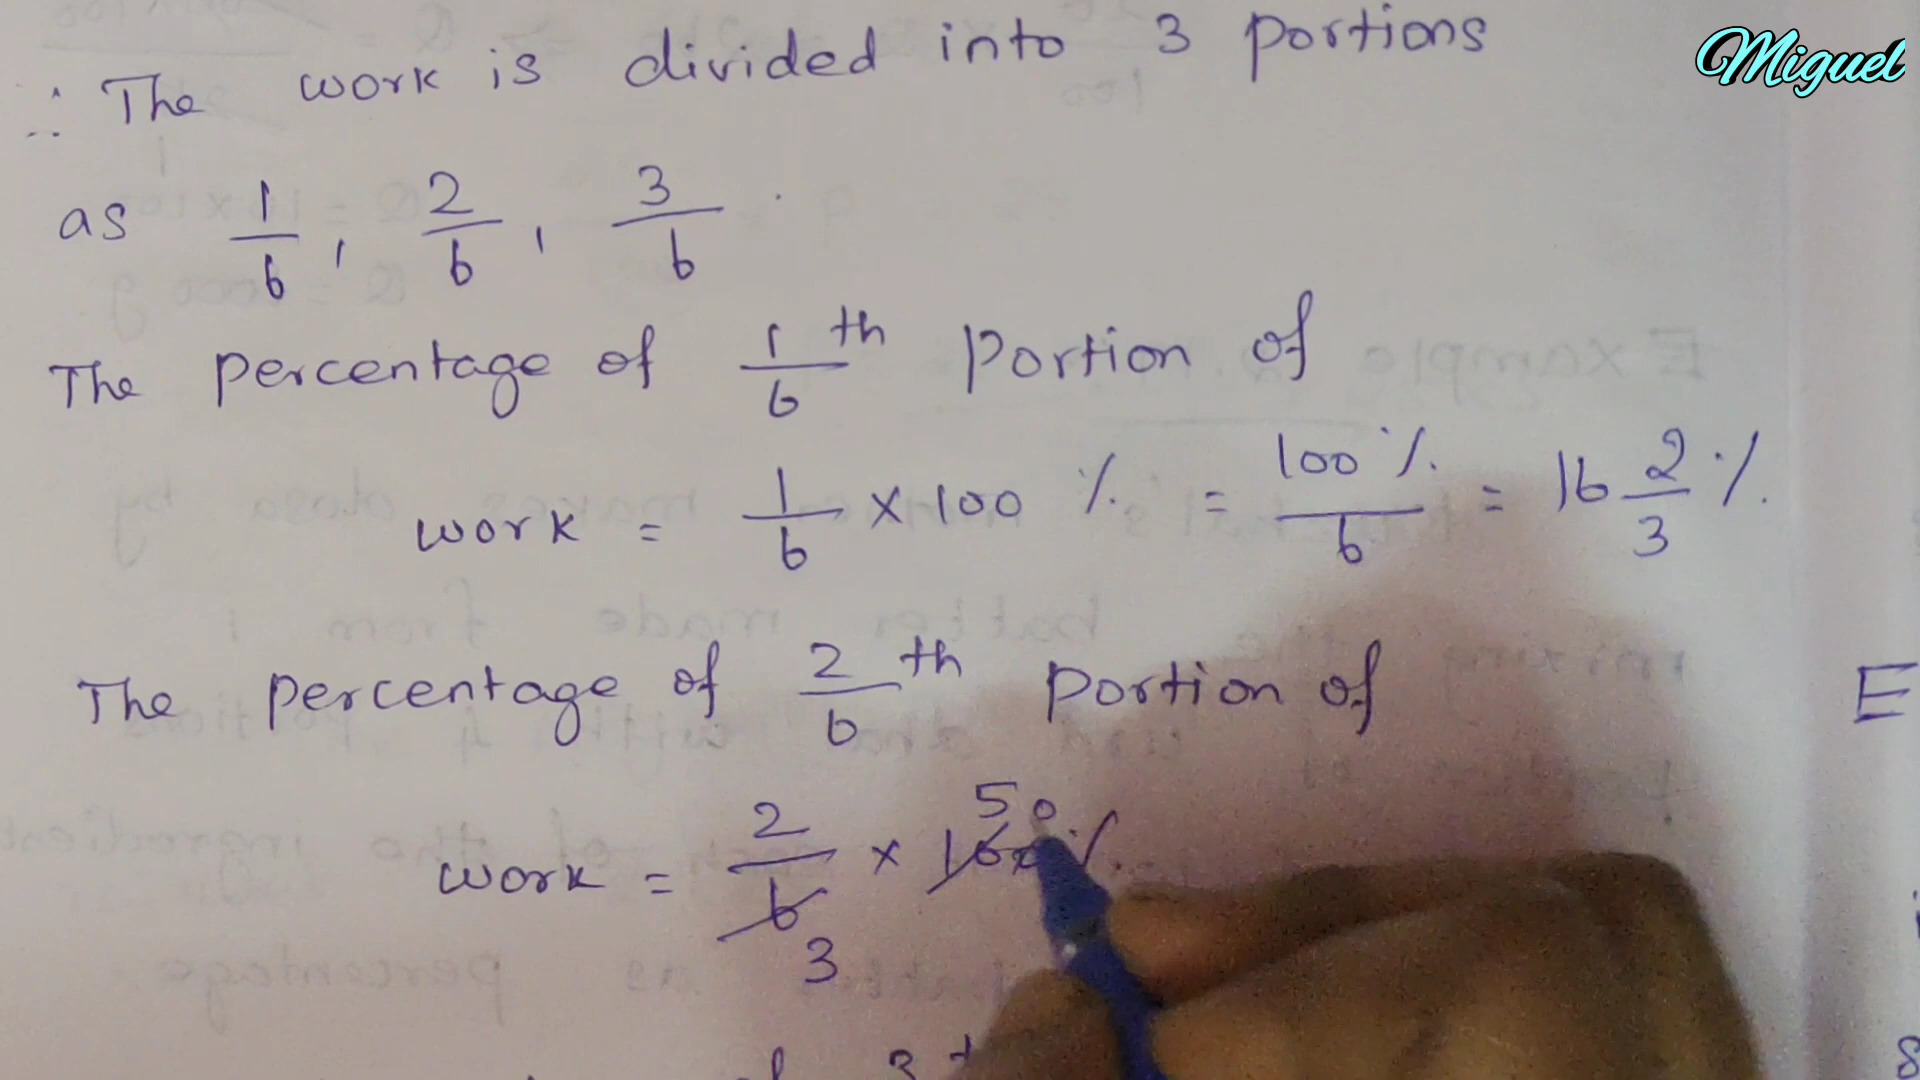 Miguel
∴ The work is divided into 3 portions
as 1/6, 2/6, 3/6.
The percentage of 1/6 th portion of
work = 1/6 × 100 % = 100 %/6 = 16 2/3 %.
The percentage of 2/6 th portion of
work = 2/6 × 100 %.
50
3
E